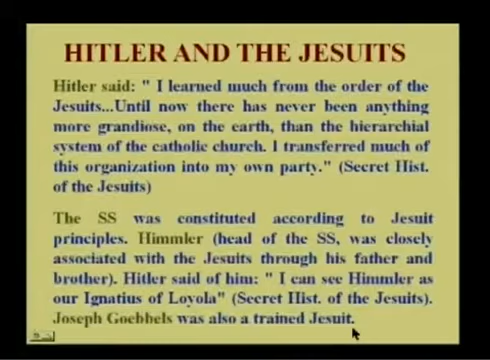 HITLER AND THE JESUITS
Hitler said: " I learned much from the order of the
Jesuits...Until now there has never been anything
more grandiose, on the earth, than the hierarchial
system of the catholic church. I transferred much of
this organization into my own party." (Secret Hist.
of the Jesuits)
The SS was constituted according to Jesuit
principles. Himmler (head of the SS, was closely
associated with the Jesuits through his father and
brother). Hitler said of him: " I can see Himmler as
our Ignatius of Loyola" (Secret Hist. of the Jesuits).
Joseph Goebbels was also a trained Jesuit.